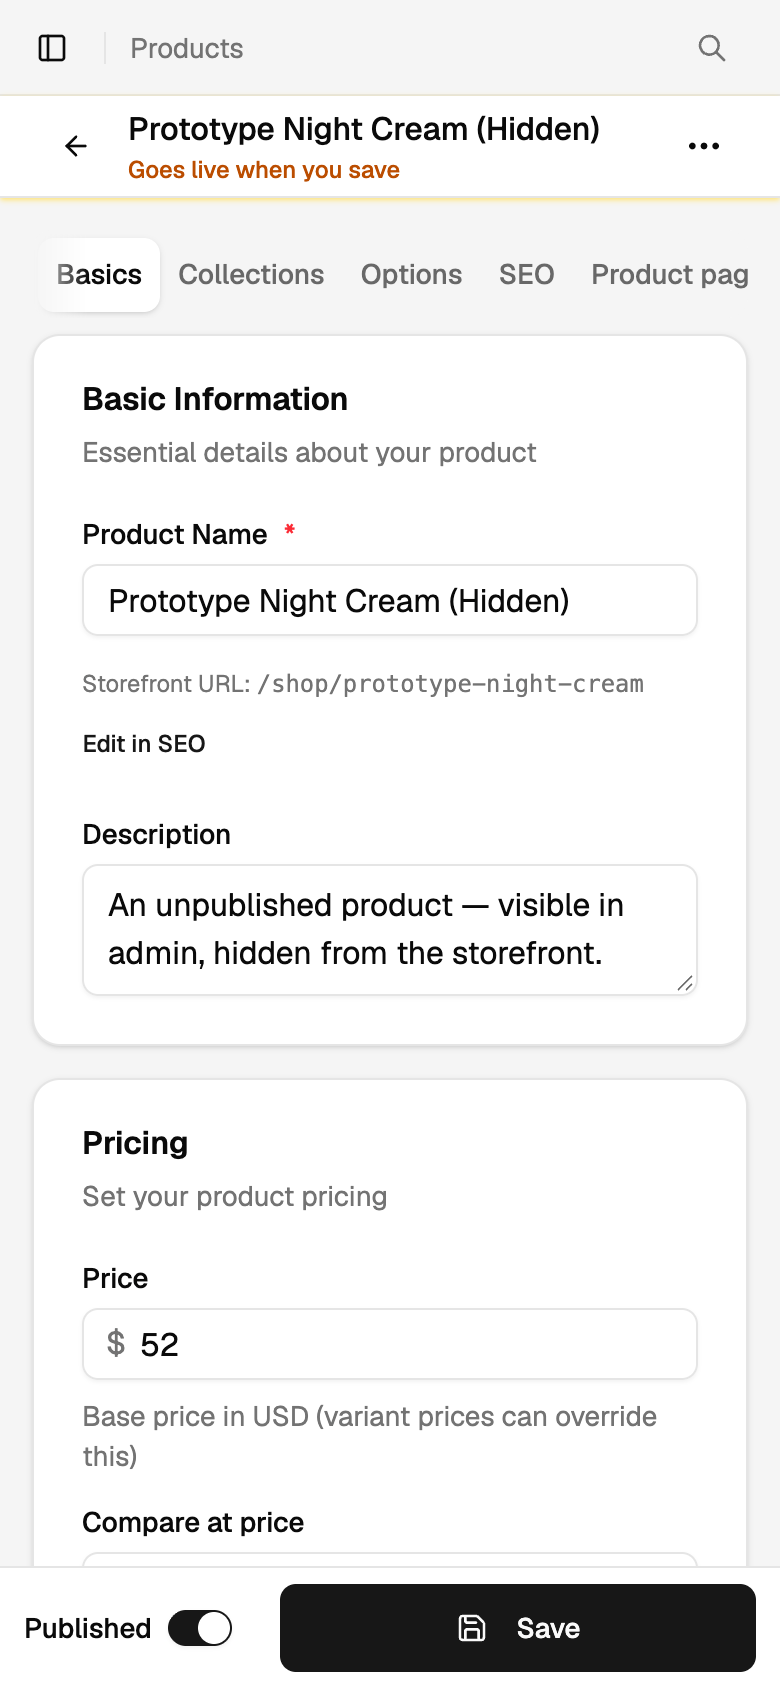 Products
Prototype Night Cream (Hidden)
Goes live when you save
Basics
Collections
Options
SEO
Product pag
Basic Information
Essential details about your product
Product Name *
Prototype Night Cream (Hidden)
Storefront URL: /shop/prototype-night-cream
Edit in SEO
Description
An unpublished product — visible in
admin, hidden from the storefront.
Pricing
Set your product pricing
Price
$ 52
Base price in USD (variant prices can override
this)
Compare at price
Published
Save